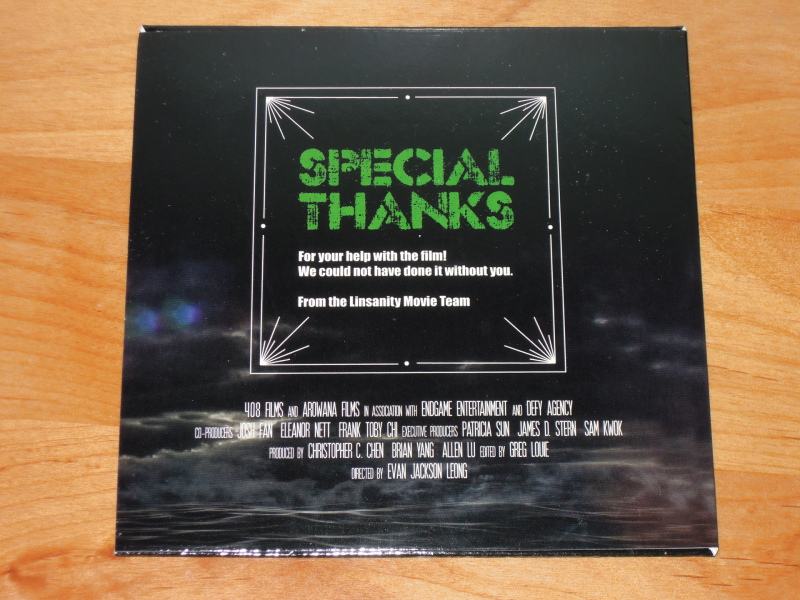 SPECIAL
THANKS
For your help with the film!
We could not have done it without you.
From the Linsanity Movie Team
408 FILMS AND AROWANA FILMS IN ASSOCIATION WITH ENDGAME ENTERTAINMENT AND DEFY AGENCY
CO-PRODUCERS JOSH FAN ELEANOR NETT FRANK TOBY CHI EXECUTIVE PRODUCERS PATRICIA SUN JAMES D. STERN SAM KWOK
PRODUCED BY CHRISTOPHER C. CHEN BRIAN YANG ALLEN LU EDITED BY GREG LOUIE
DIRECTED BY EVAN JACKSON LEONG